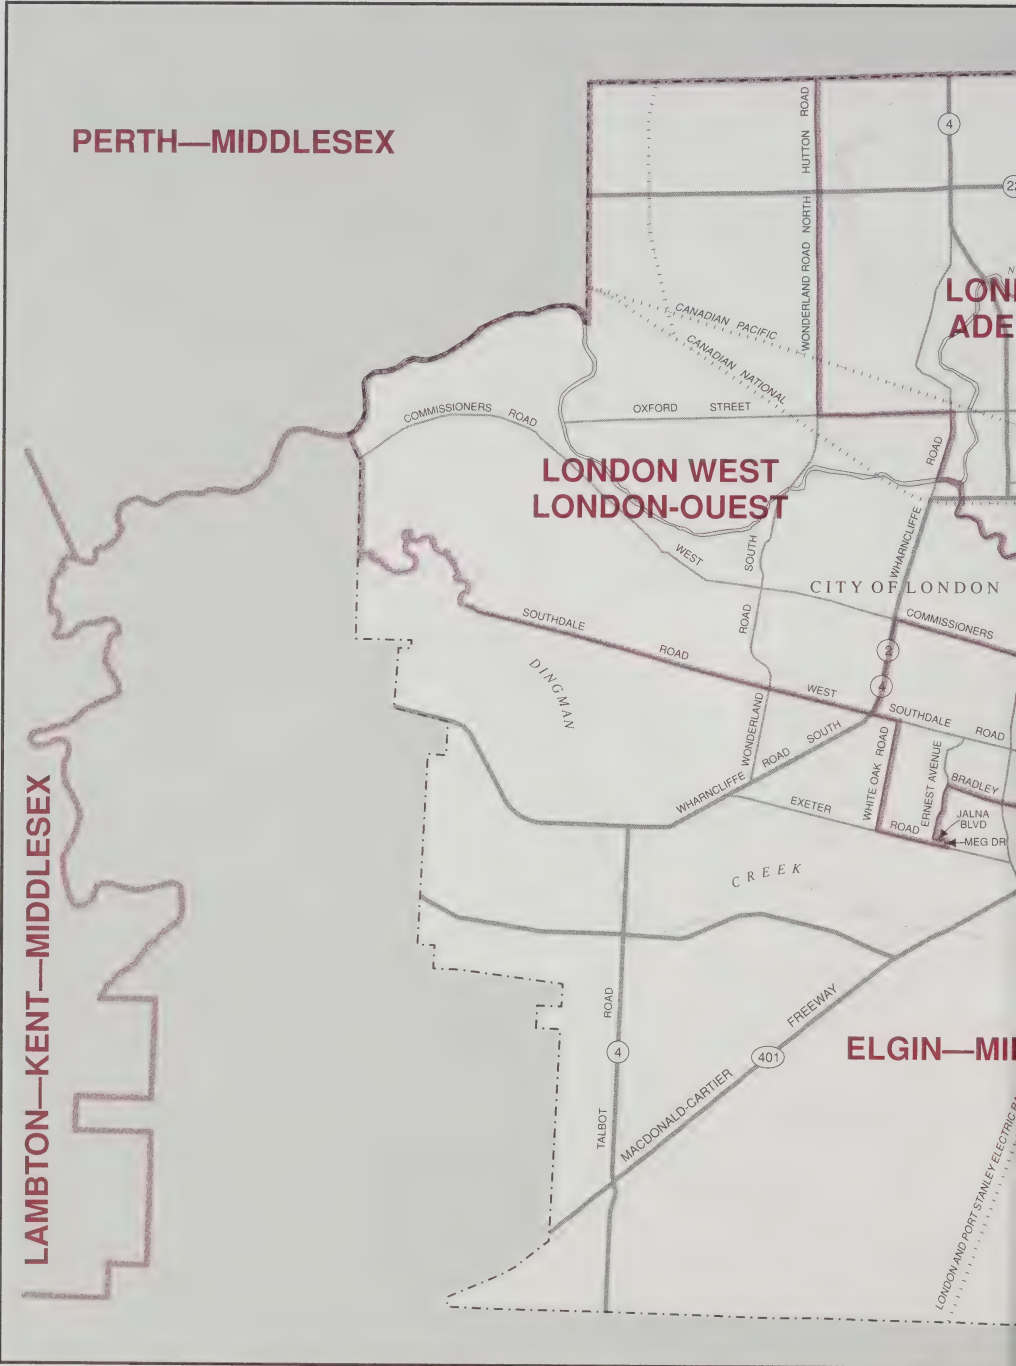 PERTH—MIDDLESEX
HUTTON ROAD
4
WONDERLAND ROAD NORTH
CANADIAN PACIFIC
CANADIAN NATIONAL
COMMISSIONERS ROAD
OXFORD STREET
ROAD
LONDON WEST
LONDON-OUEST
WEST
SOUTH
WHARNCLIFFE
CITY OF LONDON
ROAD
COMMISSIONERS
SOUTHDALE
ROAD
2
DINGMAN
WEST
4
SOUTHDALE
ROAD
WONDERLAND
WHARNCLIFFE ROAD SOUTH
WHITE OAK ROAD
ERNEST AVENUE
BRADLEY
EXETER
ROAD
JALNA
BLVD
MEG DR
CREEK
LAMBTON—KENT—MIDDLESEX
ROAD
4
TALBOT
MACDONALD-CARTIER
401
FREEWAY
LONDON AND PORT STANLEY ELECTRIC